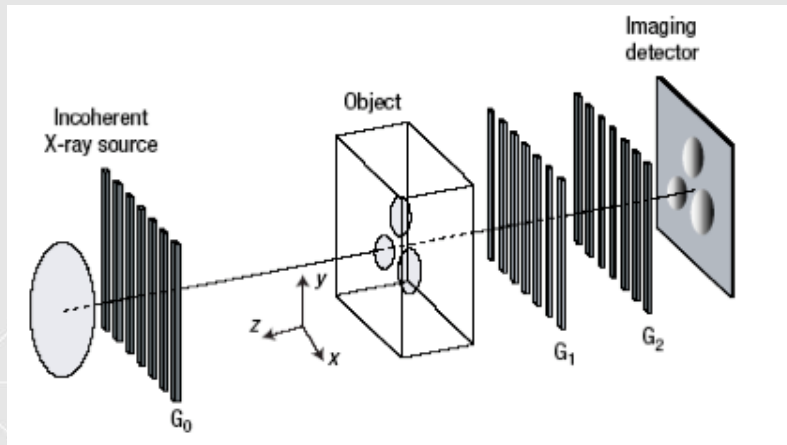 Imaging
detector
Object
Incoherent
X-ray source
y
z
x
G₁
G₂
G₀